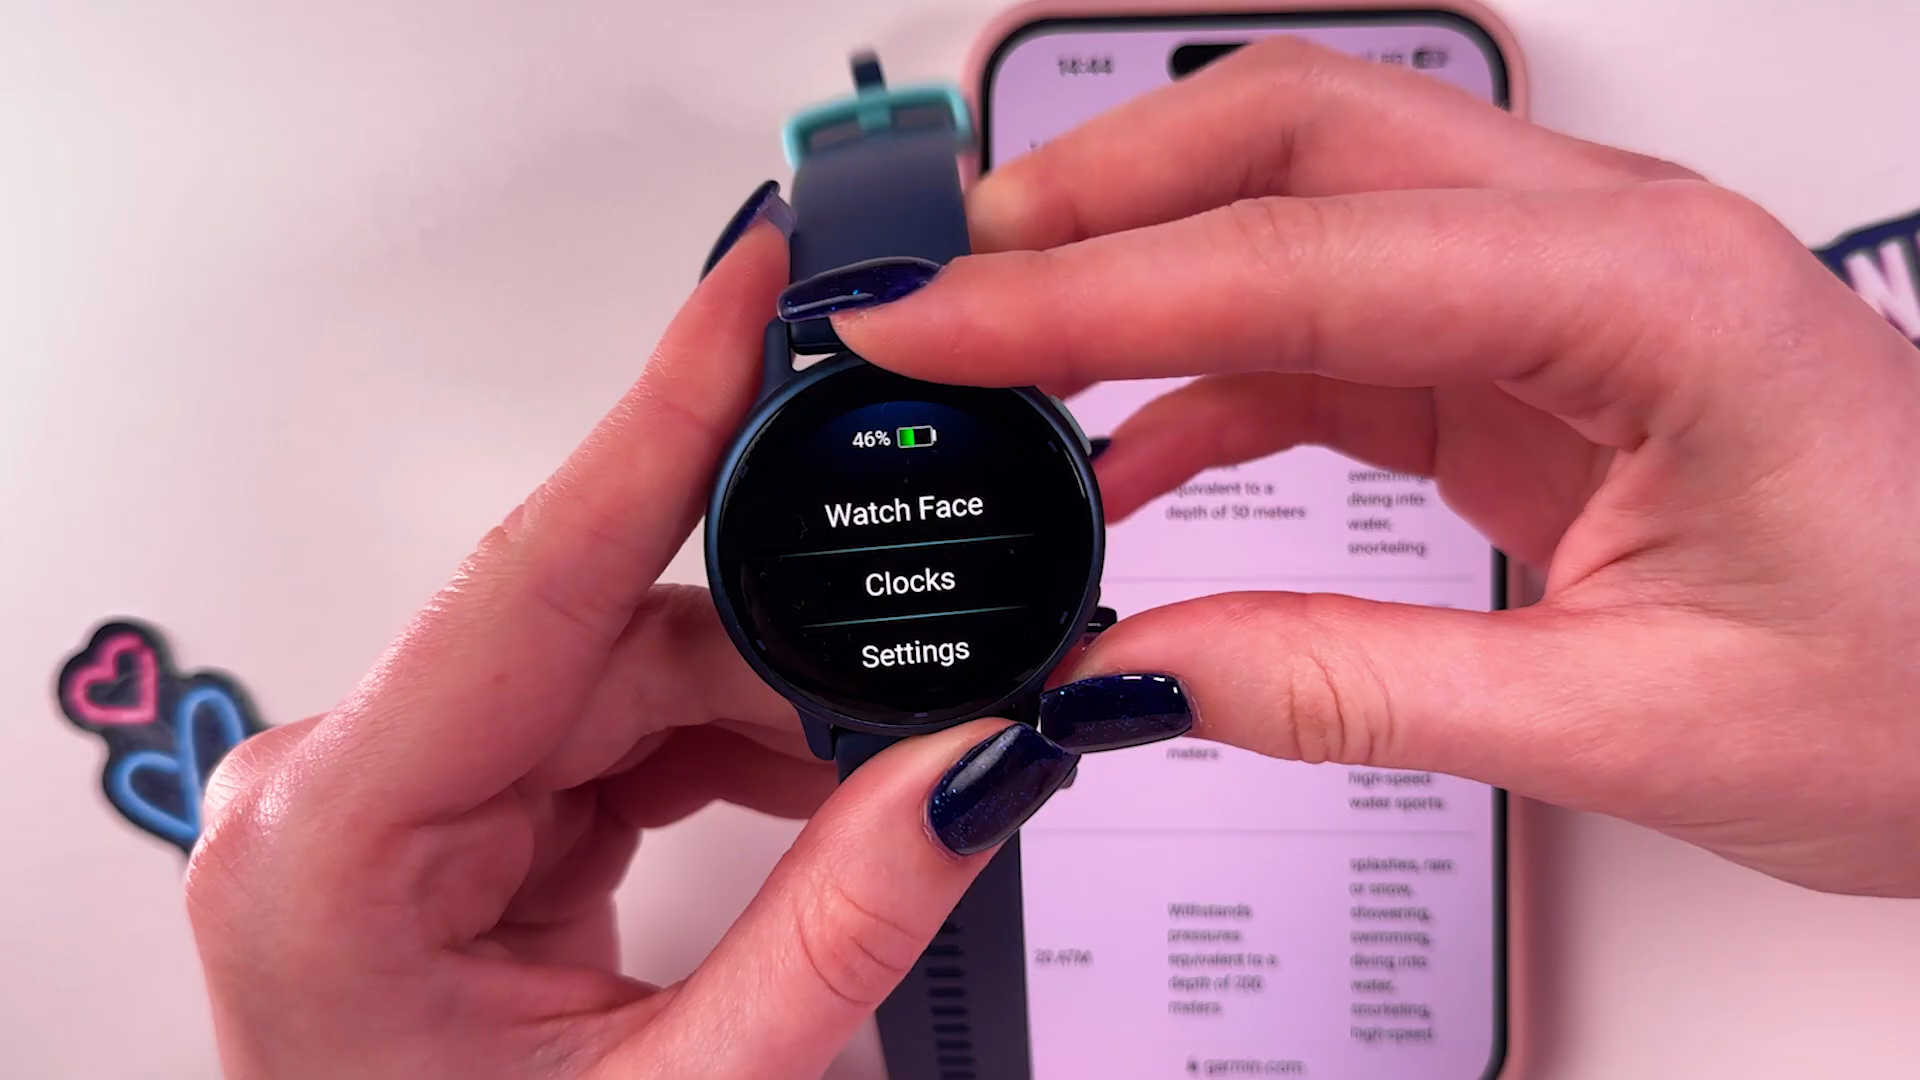 14:44
46%
Watch Face
Clocks
Settings
equivalent to a
depth of 50 meters
swimming,
diving into
water,
snorkeling
meters
high-speed
water sports
20 ATM
Withstands
pressures
equivalent to a
depth of 200
meters.
splashes, rain
or snow,
showering,
swimming,
diving into
water,
snorkeling,
high-speed
garmin.com